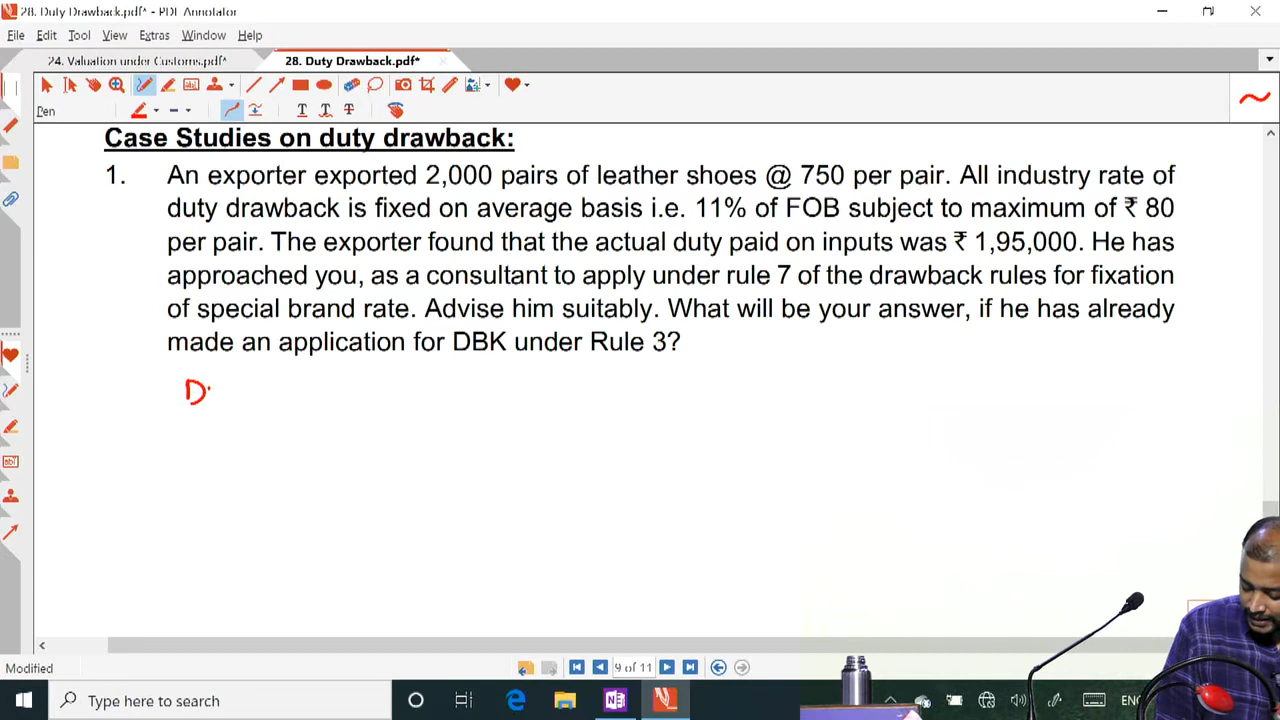 28. Duty Drawback.pdf* - PDF Annotator
File Edit Tool View Extras Window Help
24. Valuation under Customs.pdf* 28. Duty Drawback.pdf*
Pen
Case Studies on duty drawback:
1. An exporter exported 2,000 pairs of leather shoes @ 750 per pair. All industry rate of
duty drawback is fixed on average basis i.e. 11% of FOB subject to maximum of ₹ 80
per pair. The exporter found that the actual duty paid on inputs was ₹ 1,95,000. He has
approached you, as a consultant to apply under rule 7 of the drawback rules for fixation
of special brand rate. Advise him suitably. What will be your answer, if he has already
made an application for DBK under Rule 3?
D
Modified
9 of 11
Type here to search
ENG